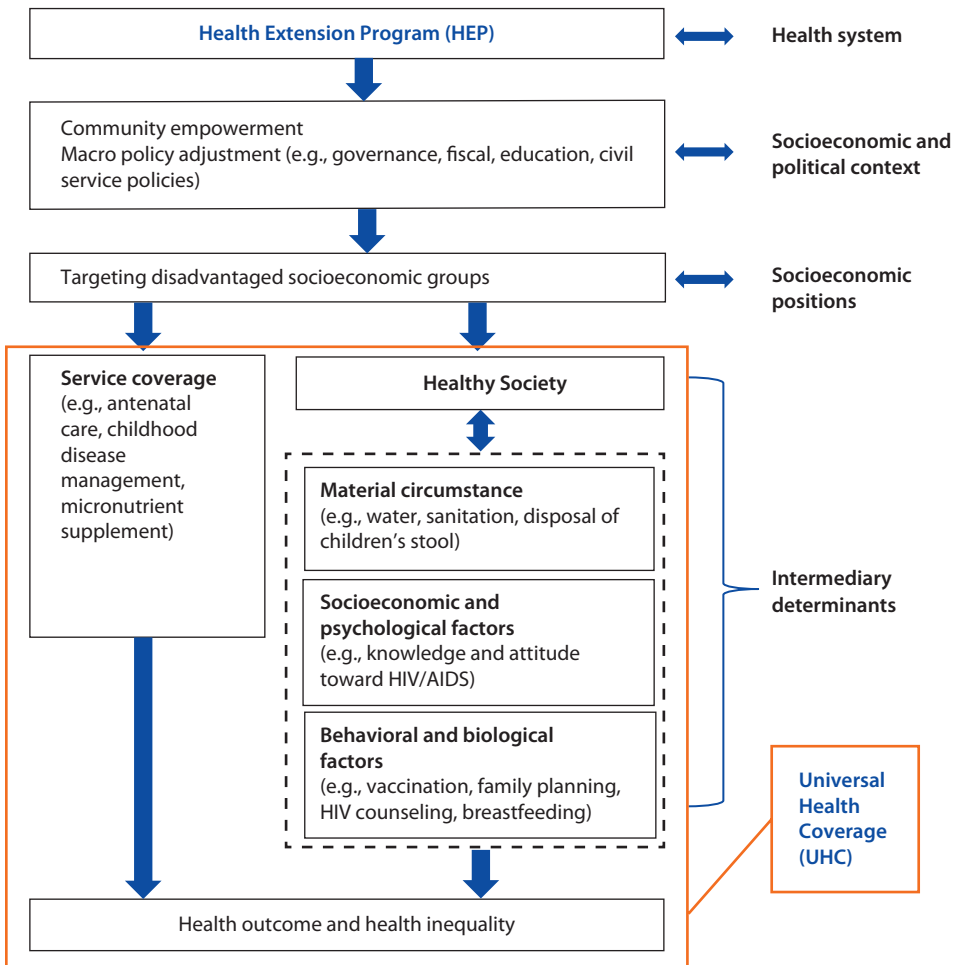 Health Extension Program (HEP)
Health system
Community empowerment
Macro policy adjustment (e.g., governance, fiscal, education, civil
service policies)
Socioeconomic and
political context
Targeting disadvantaged socioeconomic groups
Socioeconomic
positions
Service coverage
(e.g., antenatal
care, childhood
disease
management,
micronutrient
supplement)
Healthy Society
Material circumstance
(e.g., water, sanitation, disposal of
children’s stool)
Socioeconomic and
psychological factors
(e.g., knowledge and attitude
toward HIV/AIDS)
Behavioral and biological
factors
(e.g., vaccination, family planning,
HIV counseling, breastfeeding)
Intermediary
determinants
Universal
Health
Coverage
(UHC)
Health outcome and health inequality